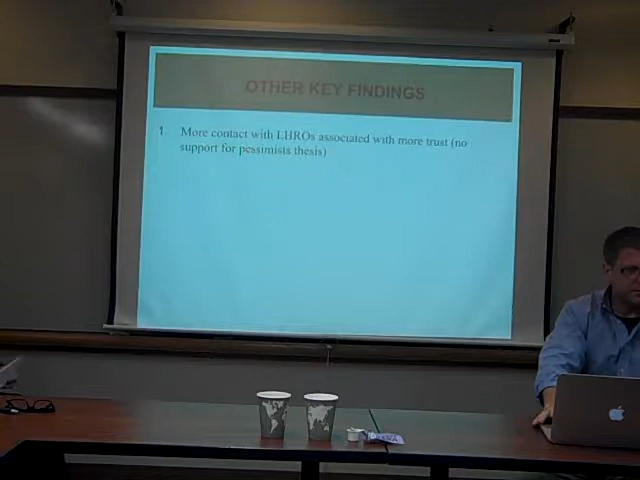 OTHER KEY FINDINGS
1. More contact with LHROs associated with more trust (no
support for pessimists thesis)